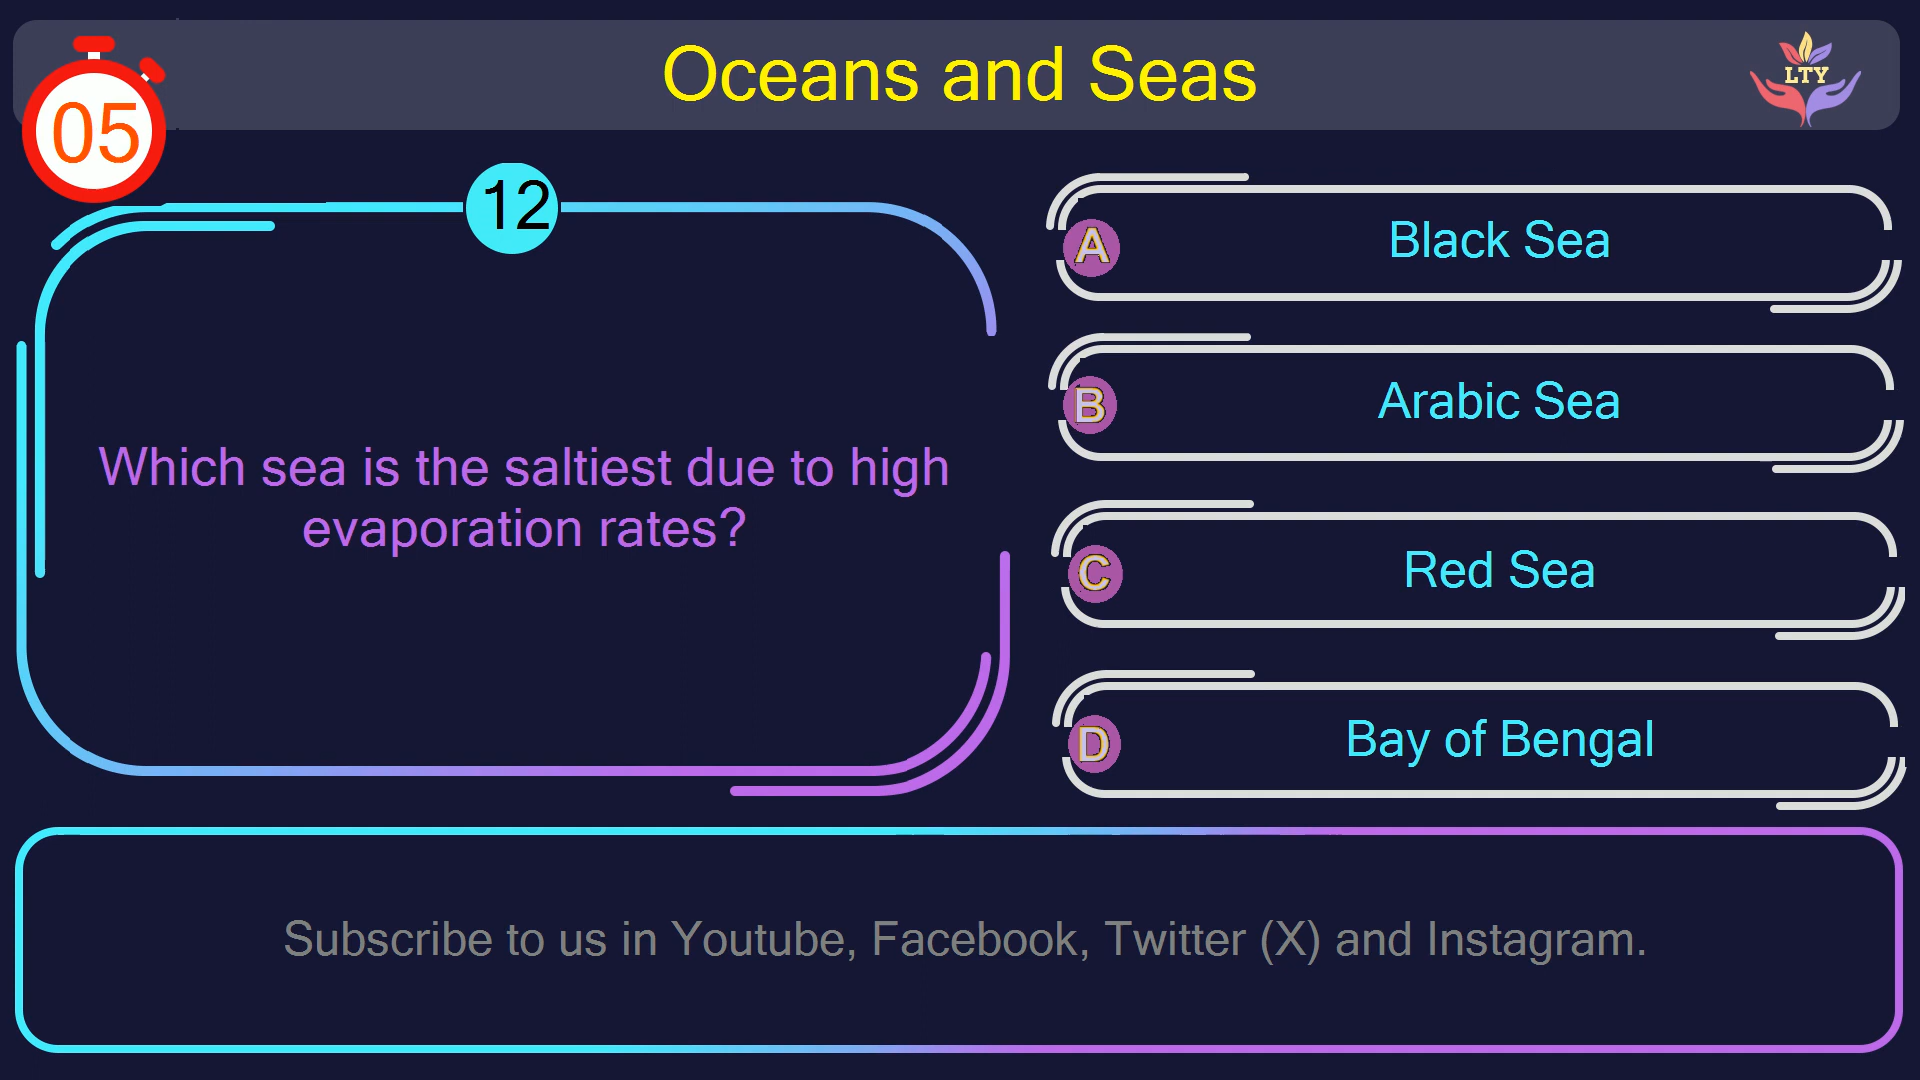 Oceans and Seas
LTY
05
12
Which sea is the saltiest due to high
evaporation rates?
A
Black Sea
B
Arabic Sea
C
Red Sea
D
Bay of Bengal
Subscribe to us in Youtube, Facebook, Twitter (X) and Instagram.